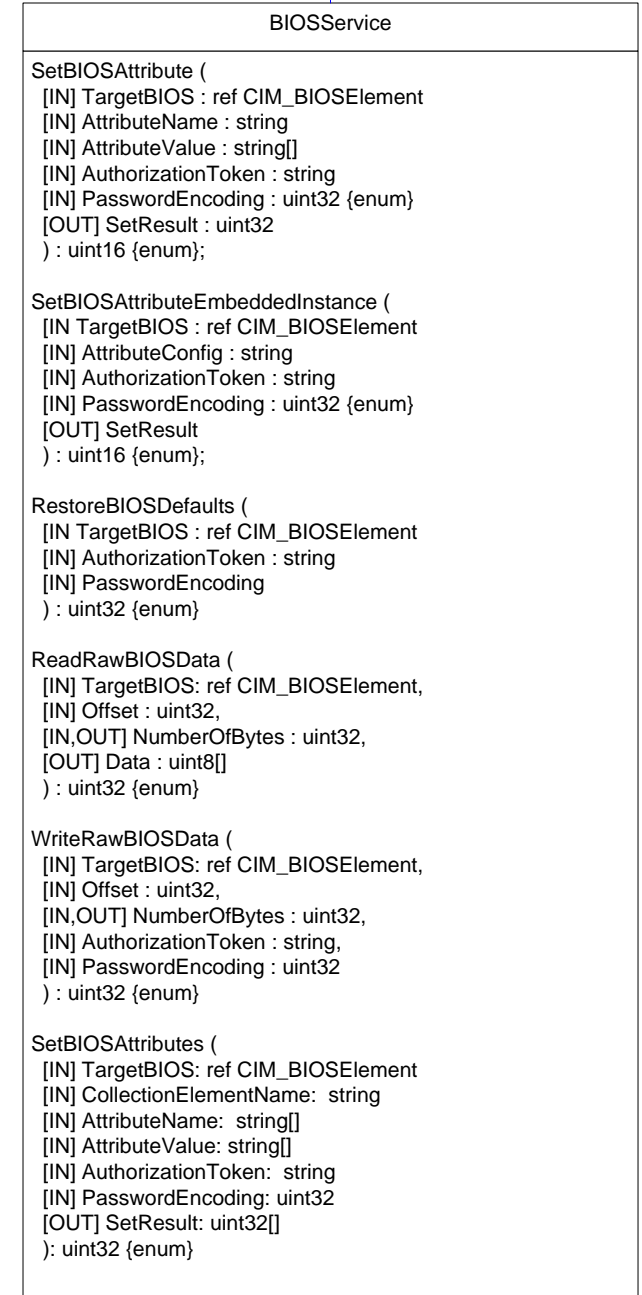 BIOSService
SetBIOSAttribute (
[IN] TargetBIOS : ref CIM_BIOSElement
[IN] AttributeName : string
[IN] AttributeValue : string[]
[IN] AuthorizationToken : string
[IN] PasswordEncoding : uint32 {enum}
[OUT] SetResult : uint32
) : uint16 {enum};
SetBIOSAttributeEmbeddedInstance (
[IN TargetBIOS : ref CIM_BIOSElement
[IN] AttributeConfig : string
[IN] AuthorizationToken : string
[IN] PasswordEncoding : uint32 {enum}
[OUT] SetResult
) : uint16 {enum};
RestoreBIOSDefaults (
[IN TargetBIOS : ref CIM_BIOSElement
[IN] AuthorizationToken : string
[IN] PasswordEncoding
) : uint32 {enum}
ReadRawBIOSData (
[IN] TargetBIOS: ref CIM_BIOSElement,
[IN] Offset : uint32,
[IN,OUT] NumberOfBytes : uint32,
[OUT] Data : uint8[]
) : uint32 {enum}
WriteRawBIOSData (
[IN] TargetBIOS: ref CIM_BIOSElement,
[IN] Offset : uint32,
[IN,OUT] NumberOfBytes : uint32,
[IN] AuthorizationToken : string,
[IN] PasswordEncoding : uint32
) : uint32 {enum}
SetBIOSAttributes (
[IN] TargetBIOS: ref CIM_BIOSElement
[IN] CollectionElementName:  string
[IN] AttributeName:  string[]
[IN] AttributeValue: string[]
[IN] AuthorizationToken:  string
[IN] PasswordEncoding: uint32
[OUT] SetResult: uint32[]
): uint32 {enum}